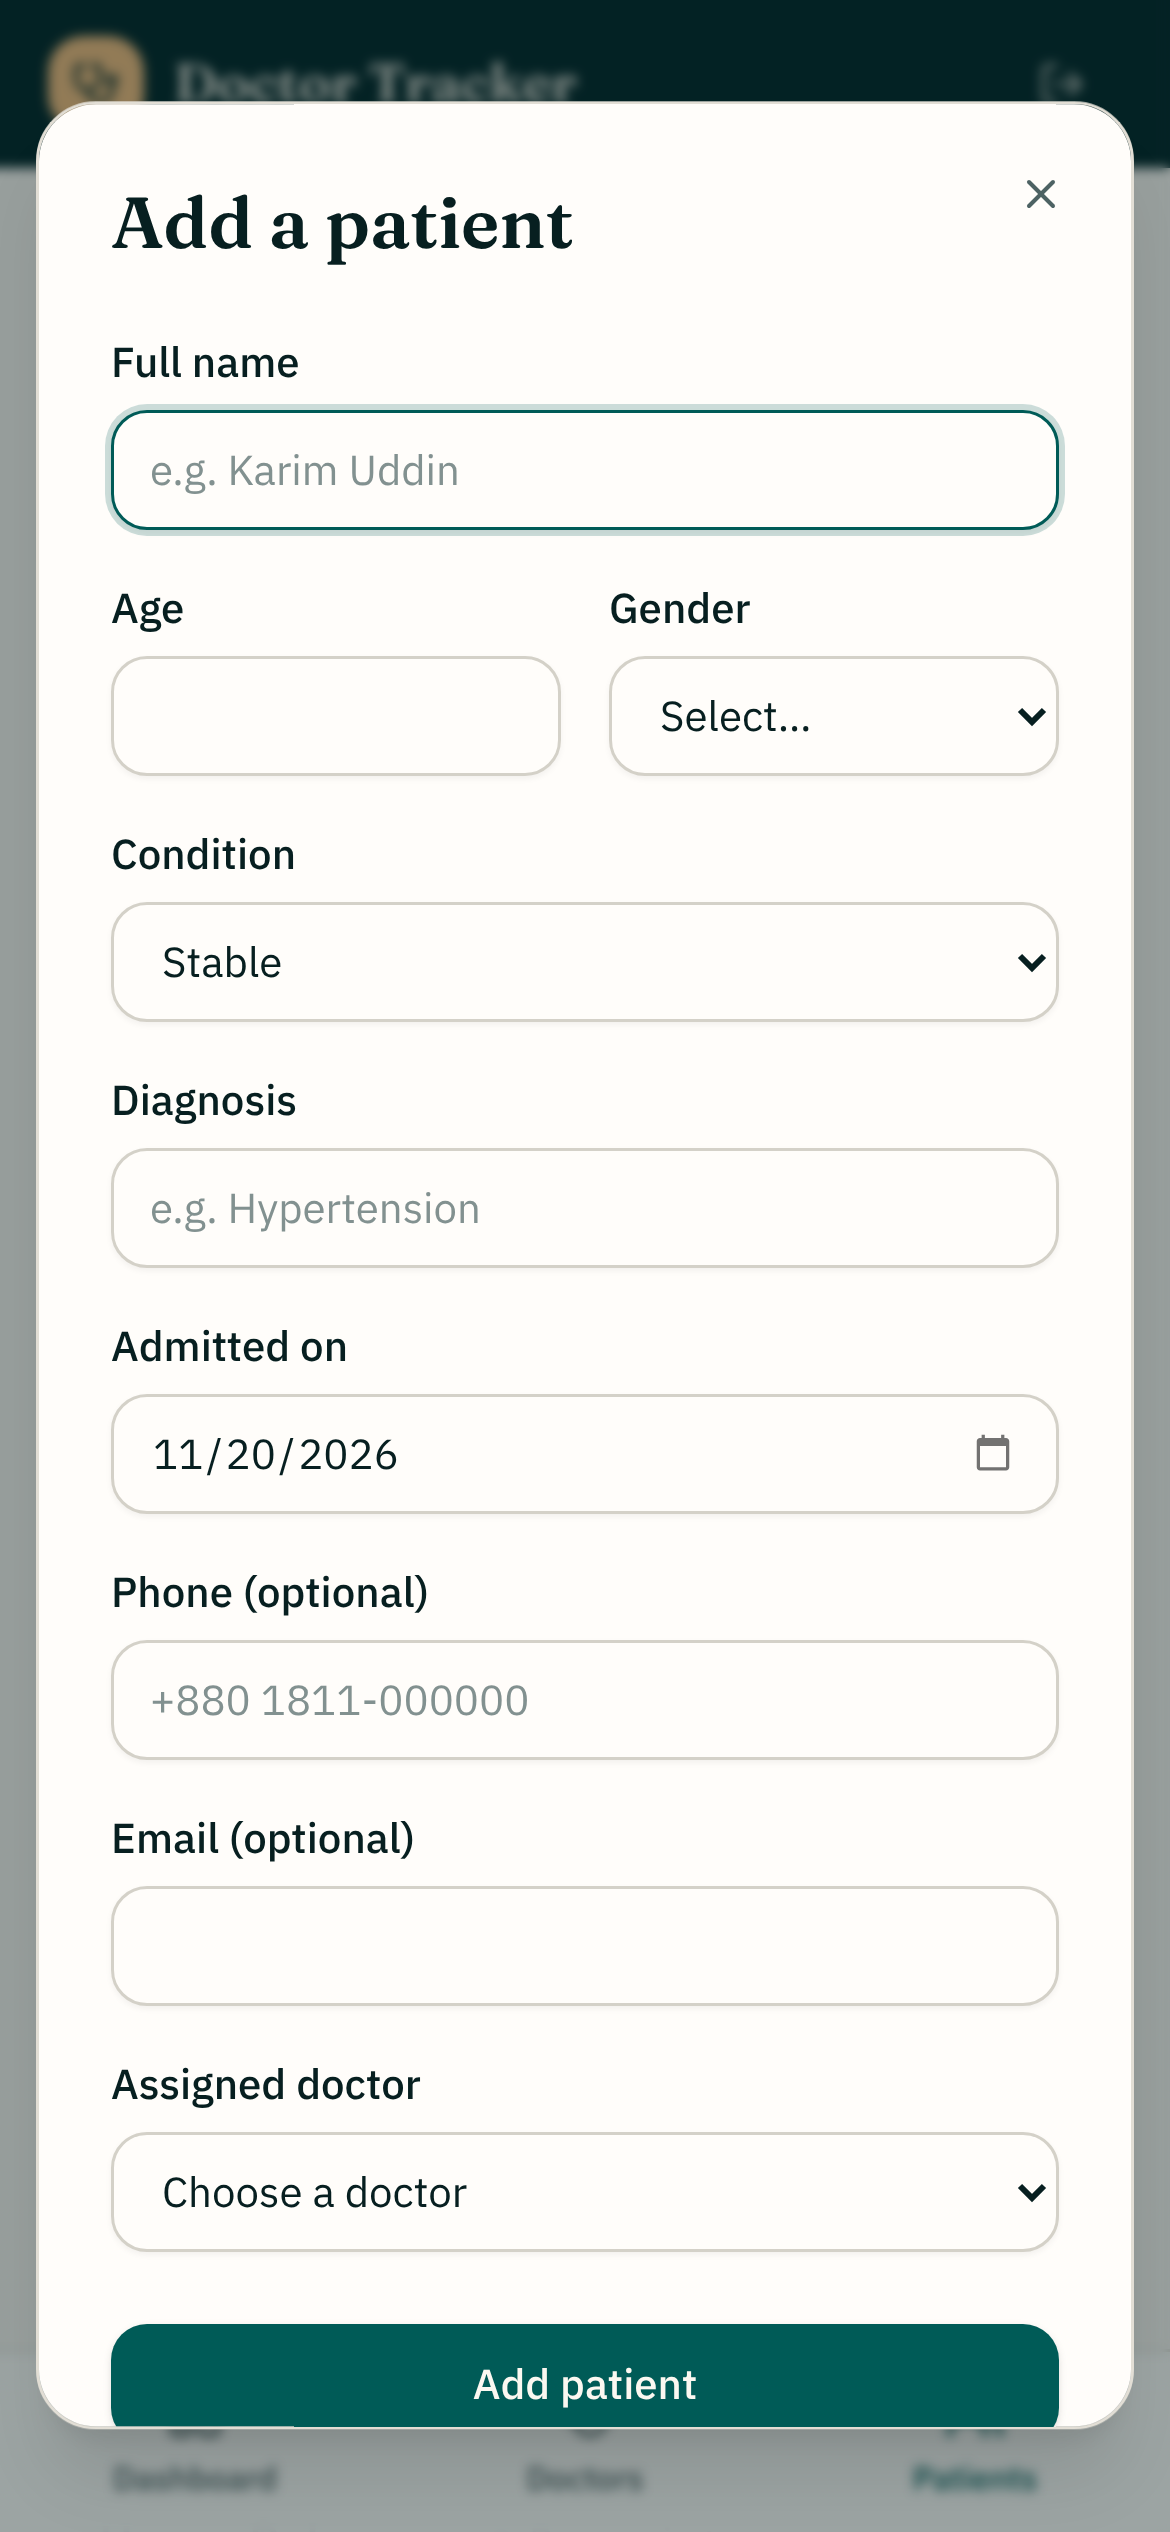 Doctor Tracker
Add a patient
Full name
e.g. Karim Uddin
Age
Gender
Select...
Condition
Stable
Diagnosis
e.g. Hypertension
Admitted on
11/20/2026
Phone (optional)
+880 1811-000000
Email (optional)
Assigned doctor
Choose a doctor
Add patient
Dashboard
Doctors
Patients